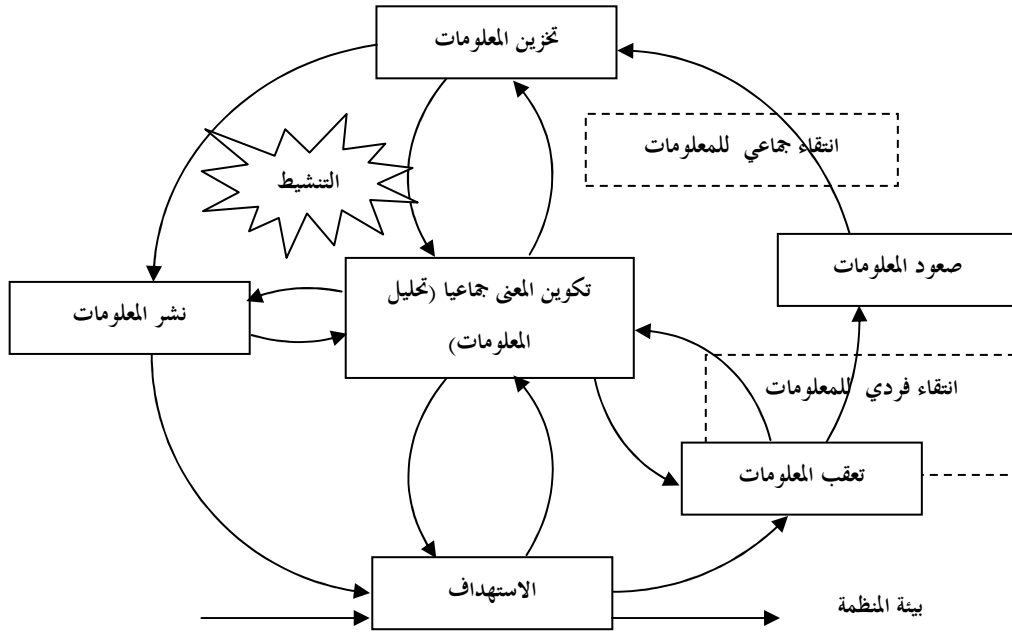 تخزين المعلومات
انتقاء جماعي للمعلومات
التنشيط
صعود المعلومات
تكوين المعنى جماعيا (تحليل
المعلومات)
نشر المعلومات
انتقاء فردي للمعلومات
تعقب المعلومات
الاستهداف
بيئة المنظمة